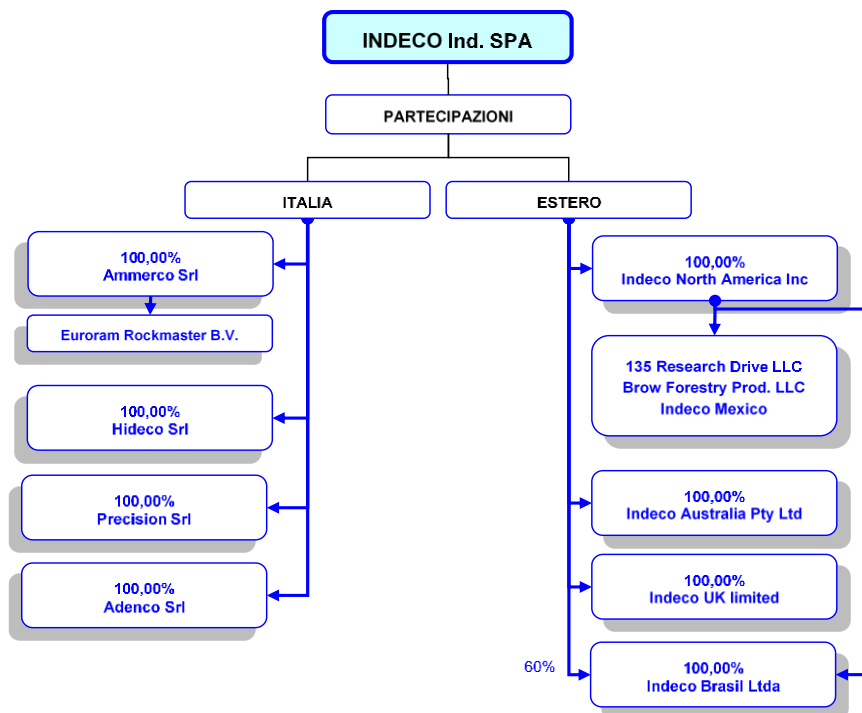 INDECO Ind. SPA
PARTECIPAZIONI
ITALIA
ESTERO
100,00%
Ammerco Srl
Euroram Rockmaster B.V.
100,00%
Hideco Srl
100,00%
Precision Srl
100,00%
Adenco Srl
100,00%
Indeco North America Inc
135 Research Drive LLC
Brow Forestry Prod. LLC
Indeco Mexico
100,00%
Indeco Australia Pty Ltd
100,00%
Indeco UK limited
60%
100,00%
Indeco Brasil Ltda